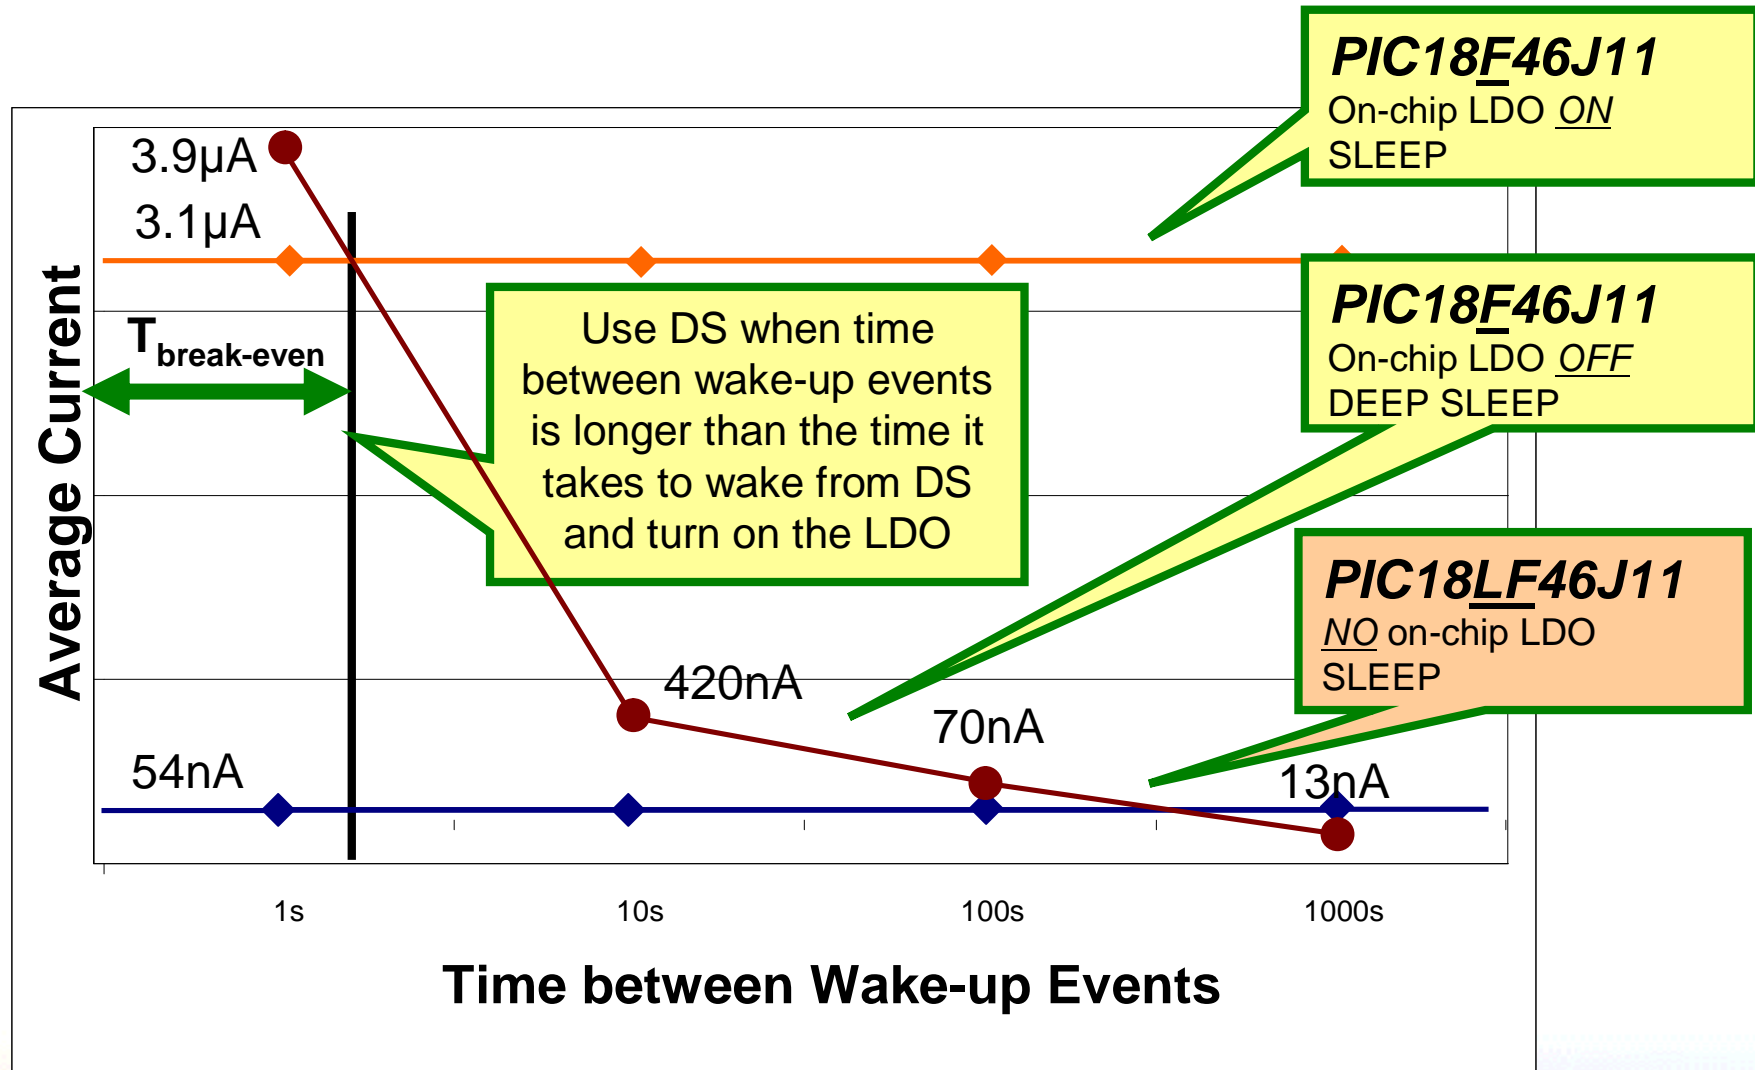 PIC18F46J11
On-chip LDO ON
SLEEP
3.9µA
3.1µA
PIC18F46J11
On-chip LDO OFF
DEEP SLEEP
Tbreak-even
Use DS when time
between wake-up events
is longer than the time it
takes to wake from DS
and turn on the LDO
Average Current
PIC18LF46J11
NO on-chip LDO
SLEEP
420nA
70nA
54nA
13nA
1s 10s 100s 1000s
Time between Wake-up Events